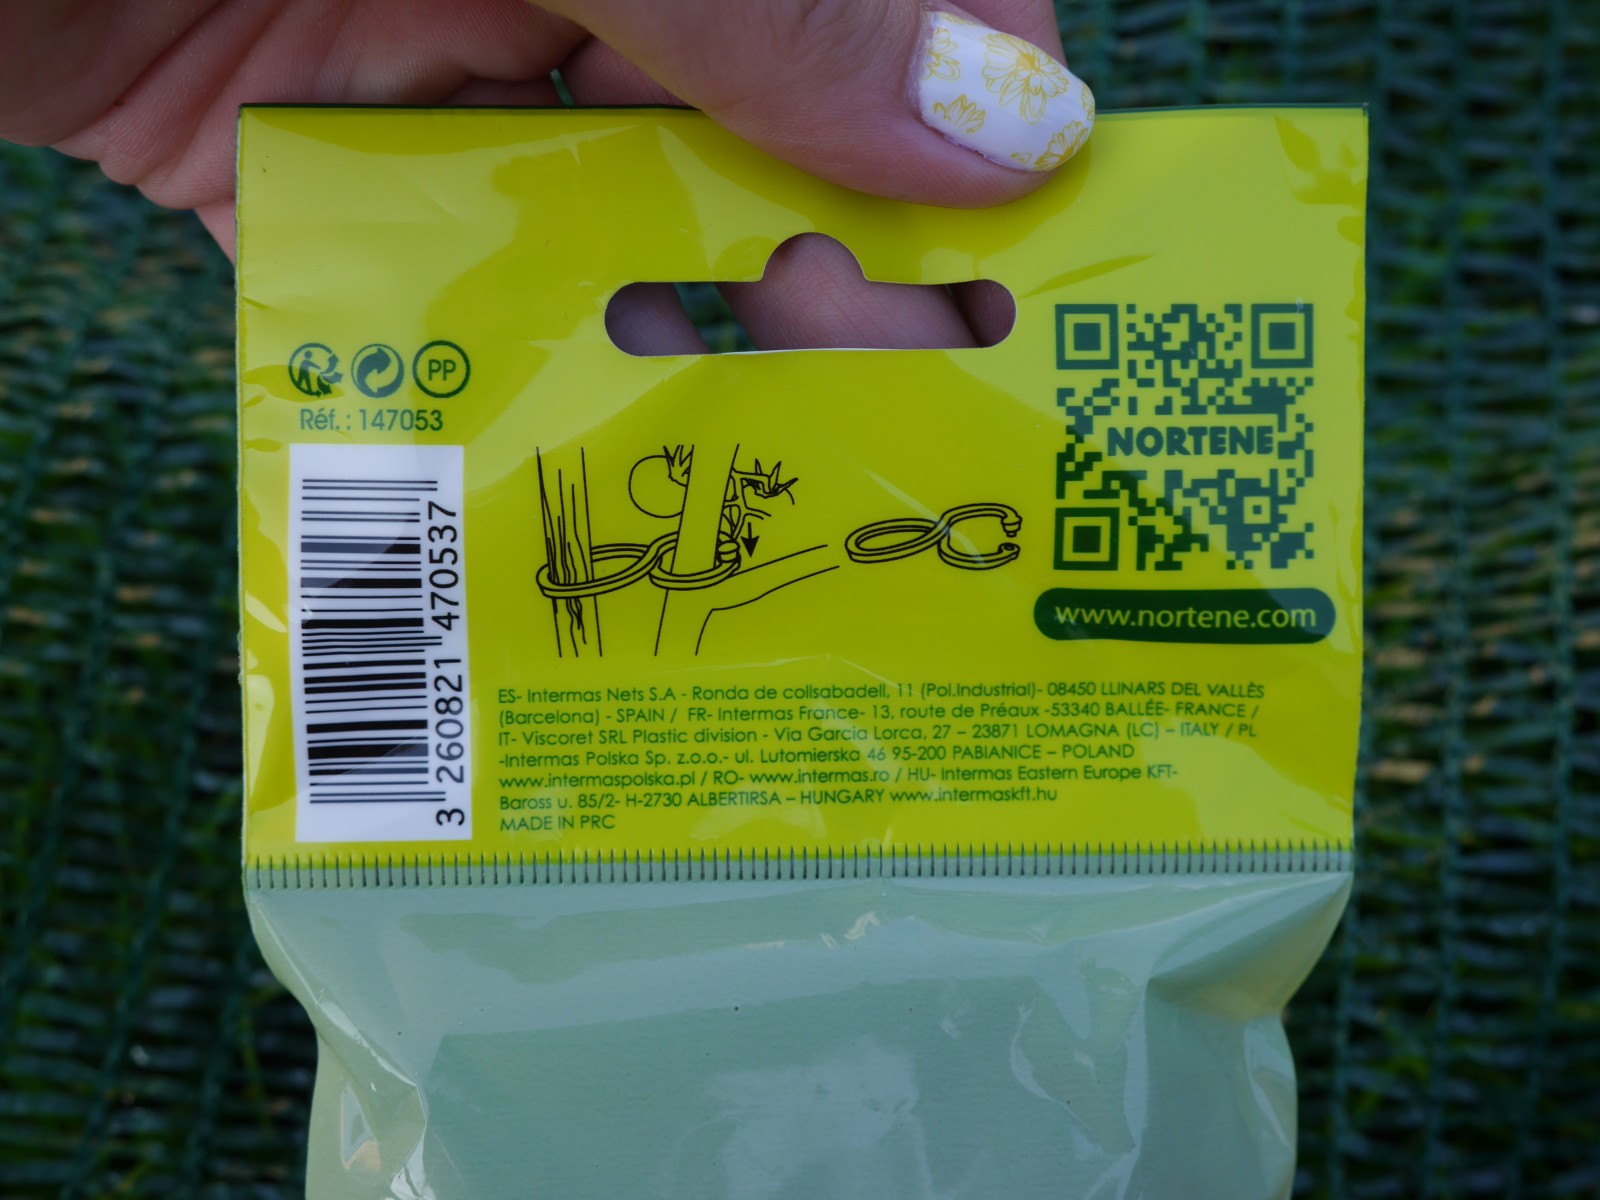 PP
Réf. : 147053
3 260821 470537
NORTENE
www.nortene.com
ES- Intermas Nets S.A - Ronda de collsabadell, 11 (Pol.Industrial)- 08450 LLINARS DEL VALLÈS
(Barcelona) - SPAIN / FR- Intermas France- 13, route de Préaux -53340 BALLÉE- FRANCE /
IT- Viscoret SRL Plastic division - Via Garcia Lorca, 27 – 23871 LOMAGNA (LC) – ITALY / PL
-Intermas Polska Sp. z.o.o.- ul. Lutomierska 46 95-200 PABIANICE – POLAND
www.intermaspolska.pl / RO- www.intermas.ro / HU- Intermas Eastern Europe KFT-
Baross u. 85/2- H-2730 ALBERTIRSA – HUNGARY www.intermaskft.hu
MADE IN PRC